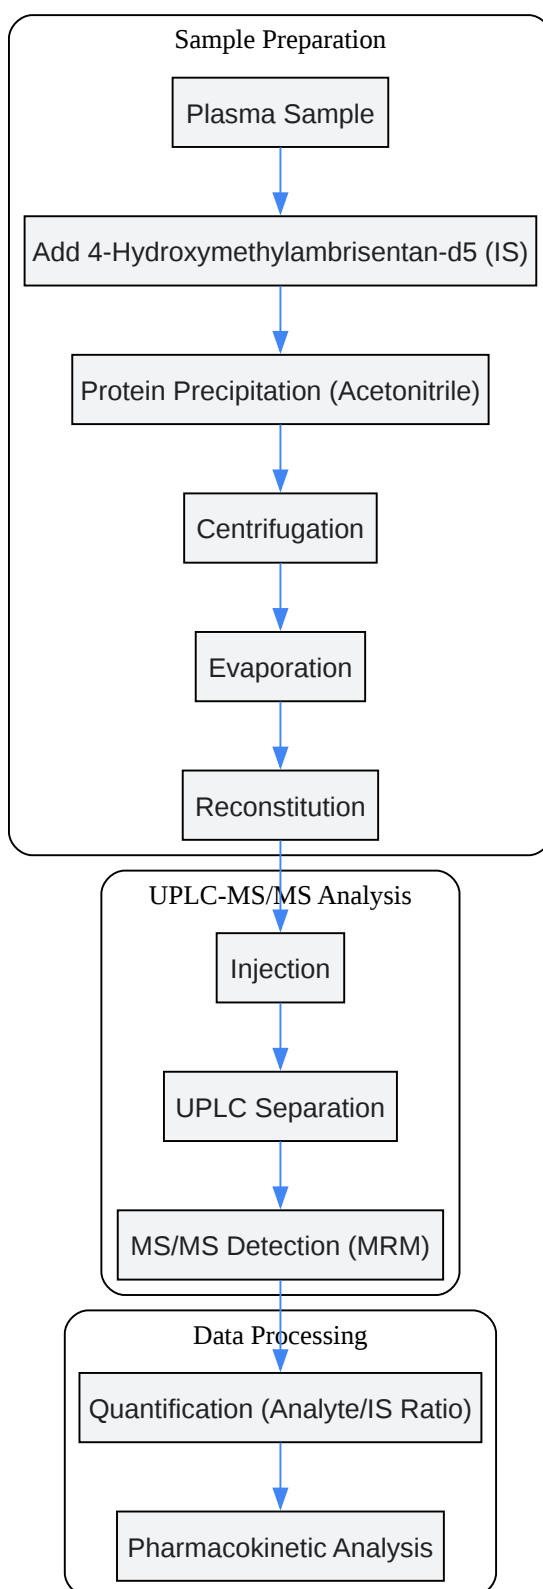 Sample Preparation
Plasma Sample
Add 4-Hydroxymethylambrisentan-d5 (IS)
Protein Precipitation (Acetonitrile)
Centrifugation
Evaporation
Reconstitution
UPLC-MS/MS Analysis
Injection
UPLC Separation
MS/MS Detection (MRM)
Data Processing
Quantification (Analyte/IS Ratio)
Pharmacokinetic Analysis